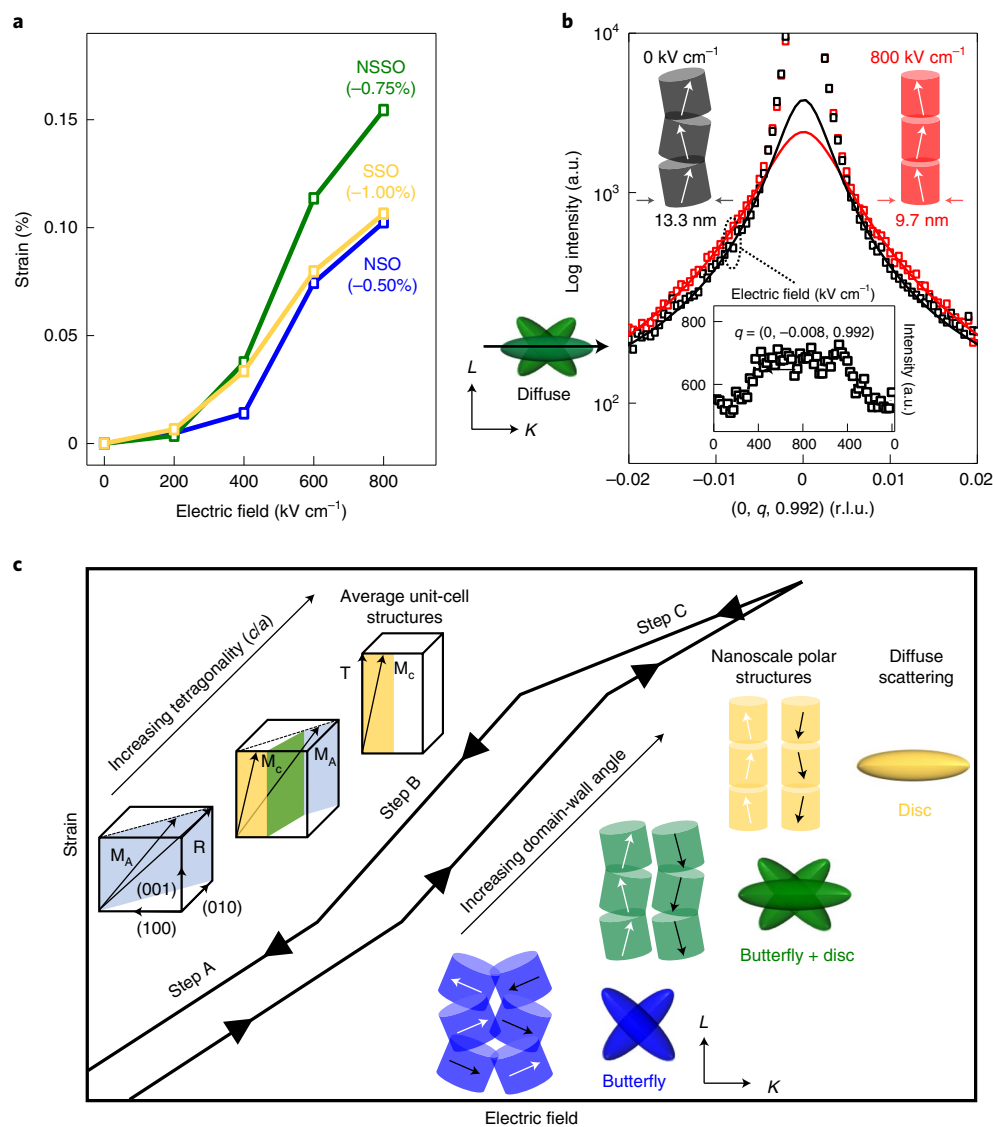 a
NSSO
(−0.75%)
SSO
(−1.00%)
NSO
(−0.50%)
0.15
0.10
0.05
0
Strain (%)
0
200
400
600
800
Electric field (kV cm⁻¹)
L
K
Diffuse
b
10⁴
10³
10²
Log intensity (a.u.)
0 kV cm⁻¹
800 kV cm⁻¹
13.3 nm
9.7 nm
Electric field (kV cm⁻¹)
q = (0, −0.008, 0.992)
800
600
Intensity (a.u.)
0
400
800
400
0
−0.02
−0.01
0
0.01
0.02
(0, q, 0.992) (r.l.u.)
c
Increasing tetragonality (c/a)
Average unit-cell
structures
T
M_c
M_c
M_A
M_A
R
(001)
(010)
(100)
Step A
Step B
Step C
Increasing domain-wall angle
Nanoscale polar
structures
Diffuse
scattering
Disc
Butterfly + disc
Butterfly
L
K
Strain
Electric field